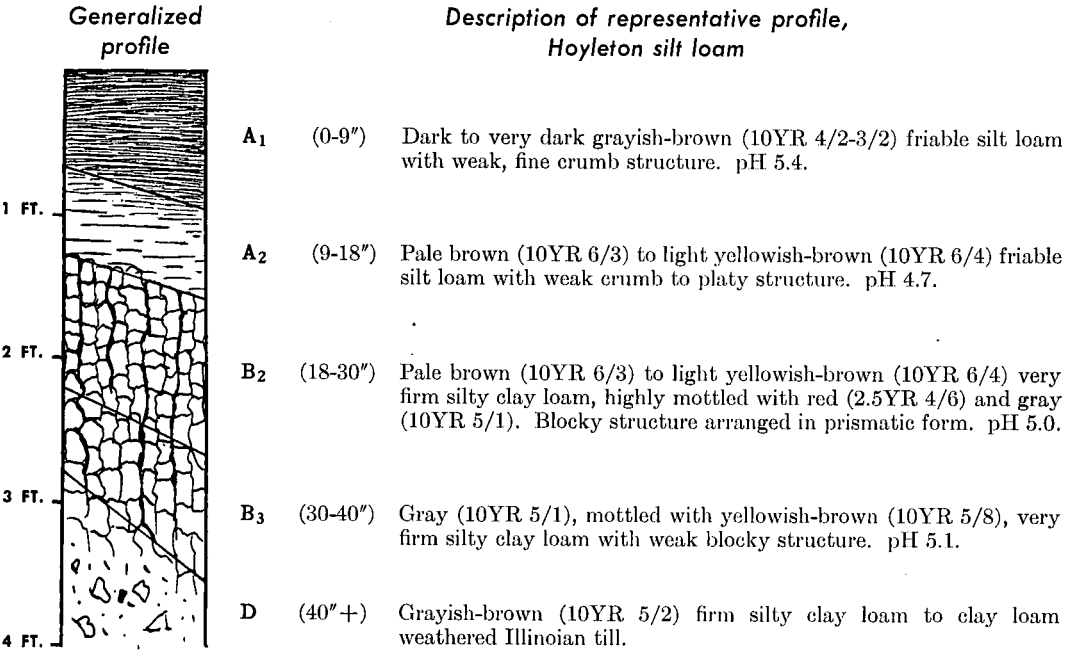 Generalized
profile
Description of representative profile,
Hoyleton silt loam
A1 (0-9″) Dark to very dark grayish-brown (10YR 4/2-3/2) friable silt loam
with weak, fine crumb structure. pH 5.4.
1 FT.
A2 (9-18″) Pale brown (10YR 6/3) to light yellowish-brown (10YR 6/4) friable
silt loam with weak crumb to platy structure. pH 4.7.
2 FT.
B2 (18-30″) Pale brown (10YR 6/3) to light yellowish-brown (10YR 6/4) very
firm silty clay loam, highly mottled with red (2.5YR 4/6) and gray
(10YR 5/1). Blocky structure arranged in prismatic form. pH 5.0.
3 FT.
B3 (30-40″) Gray (10YR 5/1), mottled with yellowish-brown (10YR 5/8), very
firm silty clay loam with weak blocky structure. pH 5.1.
D (40″+) Grayish-brown (10YR 5/2) firm silty clay loam to clay loam
weathered Illinoian till.
4 FT.